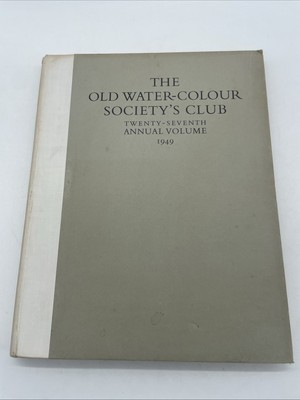 THE
OLD WATER-COLOUR
SOCIETY'S CLUB
TWENTY-SEVENTH
ANNUAL VOLUME
1949